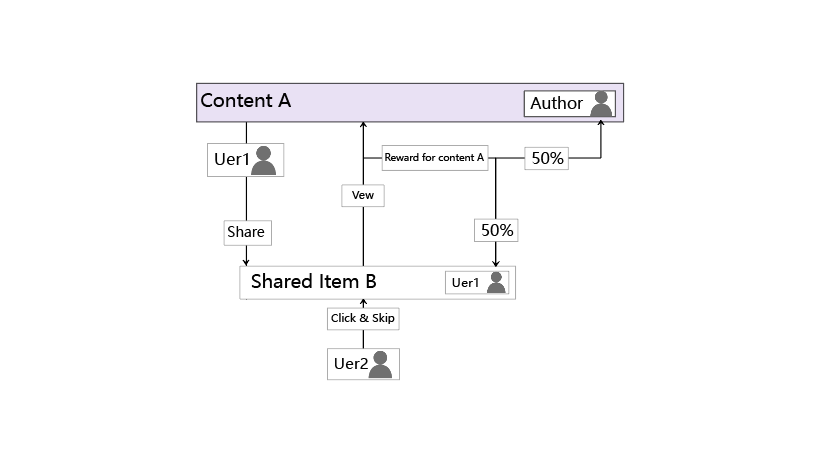 Content A
Author
Uer1
Reward for content A
50%
Vew
Share
50%
Shared Item B
Uer1
Click & Skip
Uer2